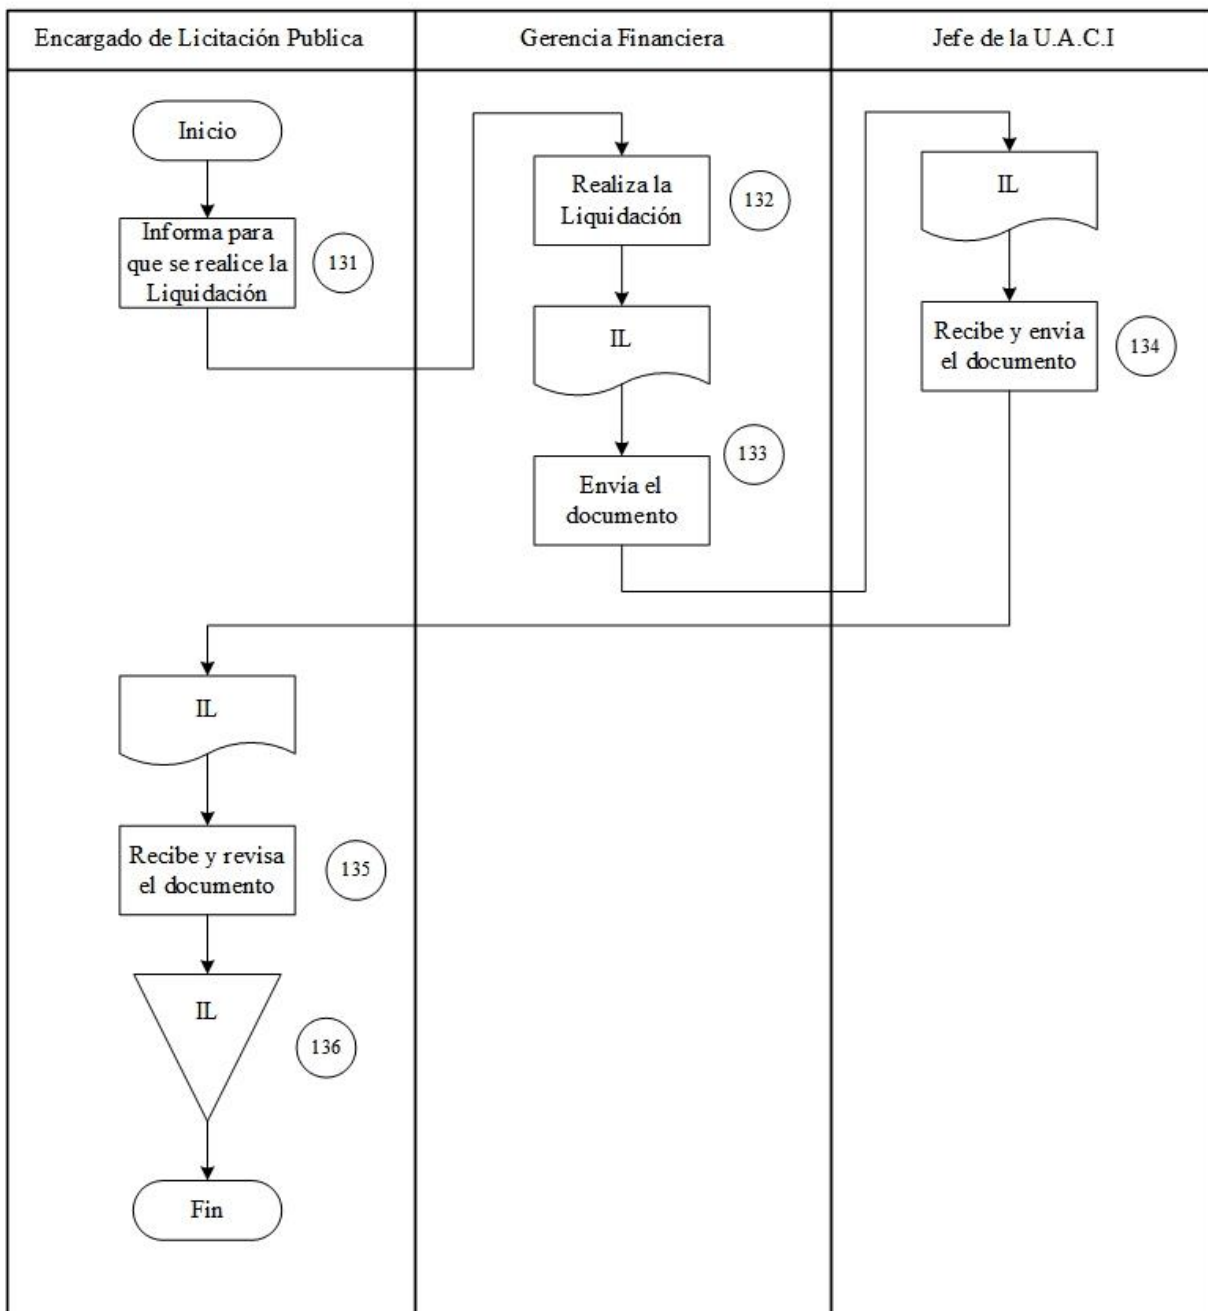 Encargado de Licitación Publica
Gerencia Financiera
Jefe de la U.A.C.I
Inicio
Informa para
que se realice la
Liquidación
131
Realiza la
Liquidación
132
IL
Envía el
documento
133
IL
Recibe y envía
el documento
134
IL
Recibe y revisa
el documento
135
IL
136
Fin